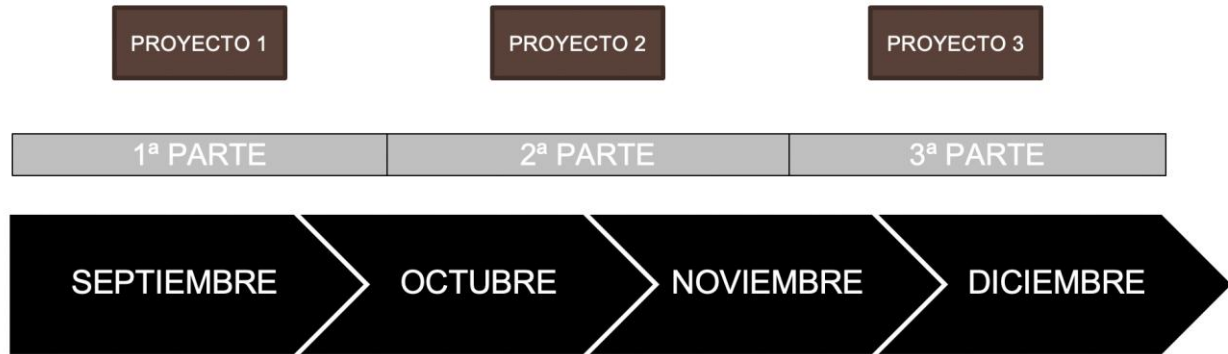 PROYECTO 1 PROYECTO 2 PROYECTO 3
1ª PARTE 2ª PARTE 3ª PARTE
SEPTIEMBRE OCTUBRE NOVIEMBRE DICIEMBRE